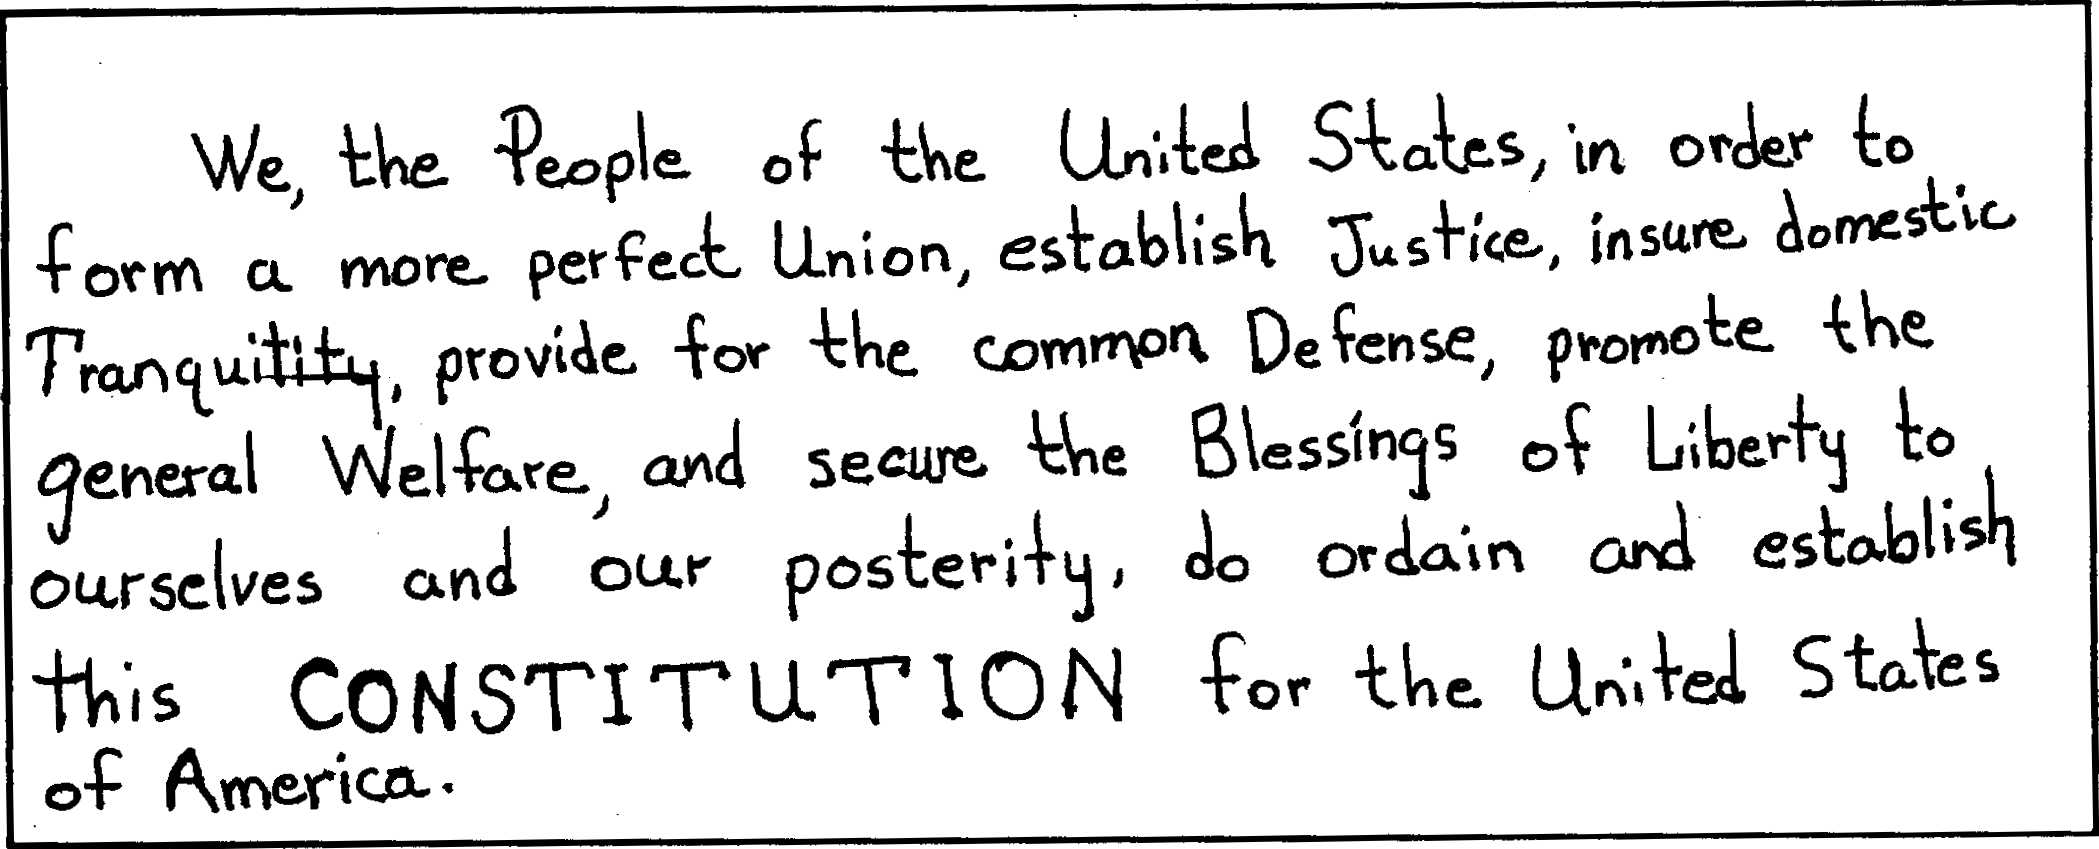 We, the People of the United States, in order to
form a more perfect Union, establish Justice, insure domestic
Tranquitity, provide for the common Defense, promote the
general Welfare, and secure the Blessings of Liberty to
ourselves and our posterity, do ordain and establish
this CONSTITUTION for the United States
of America.